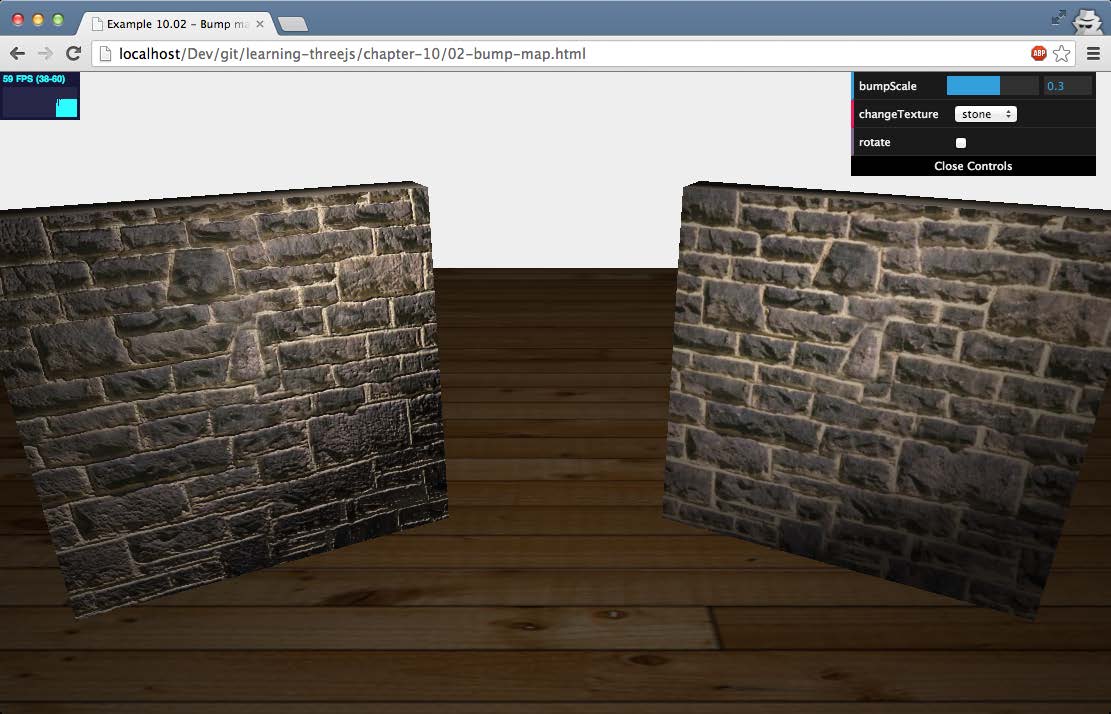 Example 10.02 - Bump ma
localhost/Dev/git/learning-threejs/chapter-10/02-bump-map.html
ABP
59 FPS (38-60)
bumpScale 0.3
changeTexture stone
rotate
Close Controls